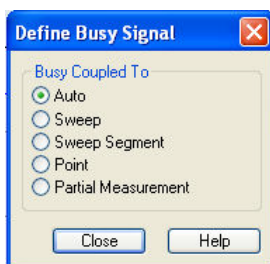 Define Busy Signal
Busy Coupled To
Auto
Sweep
Sweep Segment
Point
Partial Measurement
Close
Help